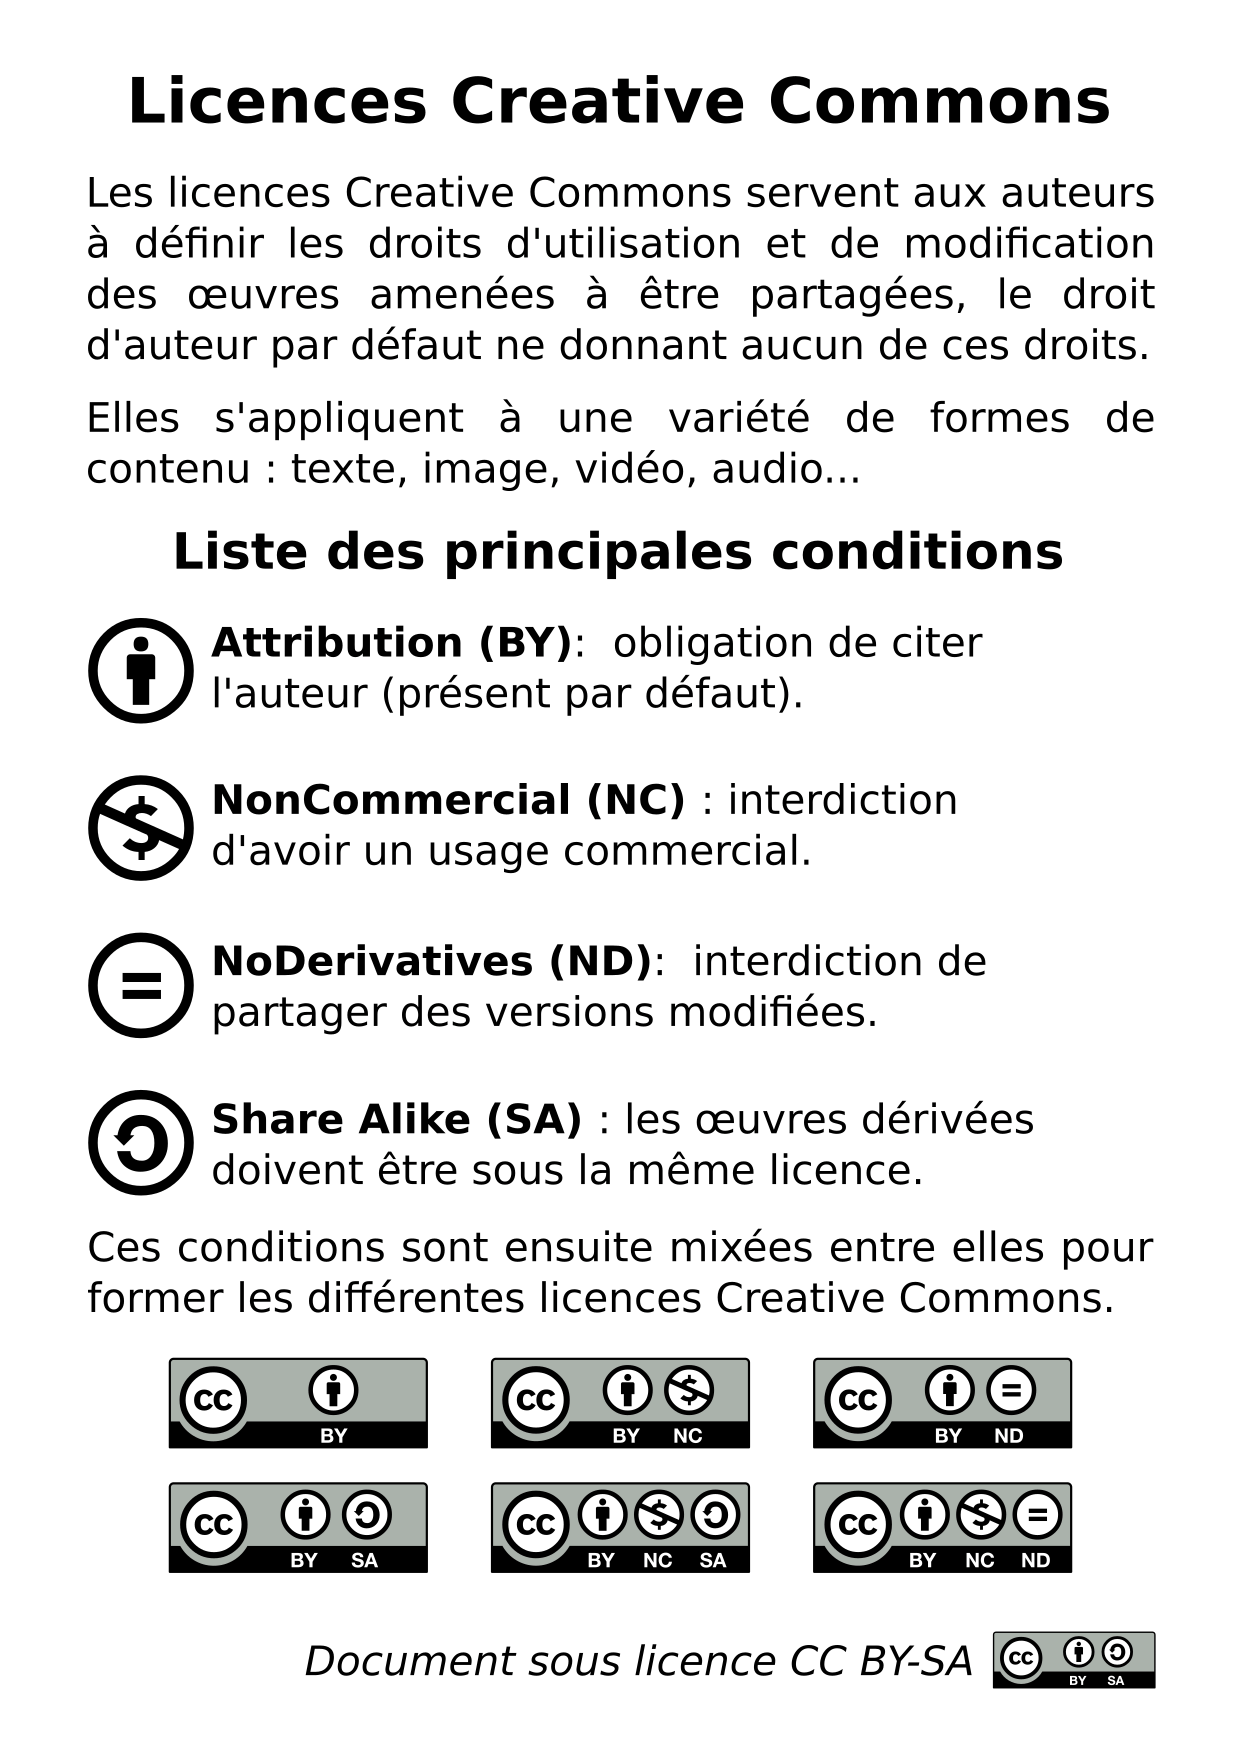 Licences Creative Commons
Les licences Creative Commons servent aux auteurs
à définir les droits d'utilisation et de modification
des œuvres amenées à être partagées, le droit
d'auteur par défaut ne donnant aucun de ces droits.
Elles s'appliquent à une variété de formes de
contenu : texte, image, vidéo, audio...
Liste des principales conditions
Attribution (BY):  obligation de citer
l'auteur (présent par défaut).
$
NonCommercial (NC) : interdiction
d'avoir un usage commercial.
=
NoDerivatives (ND):  interdiction de
partager des versions modifiées.
Share Alike (SA) : les œuvres dérivées
doivent être sous la même licence.
Ces conditions sont ensuite mixées entre elles pour
former les différentes licences Creative Commons.
cc
BY
cc $
BY NC
cc =
BY ND
cc
BY SA
cc $
BY NC SA
cc $ =
BY NC ND
Document sous licence CC BY-SA
cc
BY SA